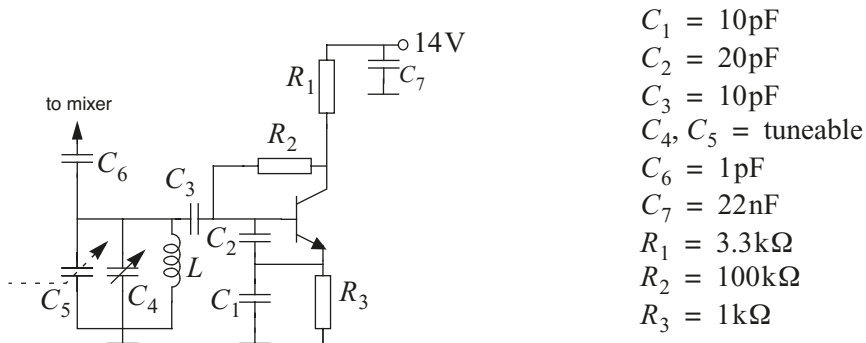 14V
R₁
C₇
to mixer
R₂
C₆
C₃
C₂
L
C₅
C₄
C₁
R₃
C₁ = 10pF
C₂ = 20pF
C₃ = 10pF
C₄, C₅ = tuneable
C₆ = 1pF
C₇ = 22nF
R₁ = 3.3kΩ
R₂ = 100kΩ
R₃ = 1kΩ